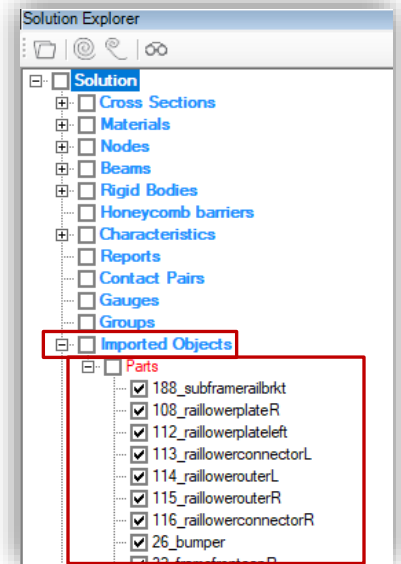 Solution Explorer
Solution
Cross Sections
Materials
Nodes
Beams
Rigid Bodies
Honeycomb barriers
Characteristics
Reports
Contact Pairs
Gauges
Groups
Imported Objects
Parts
188_subframerailbrkt
108_raillowerplateR
112_raillowerplateleft
113_raillowerconnectorL
114_railowerouterL
115_raillowerouterR
116_raillowerconnectorR
26_bumper